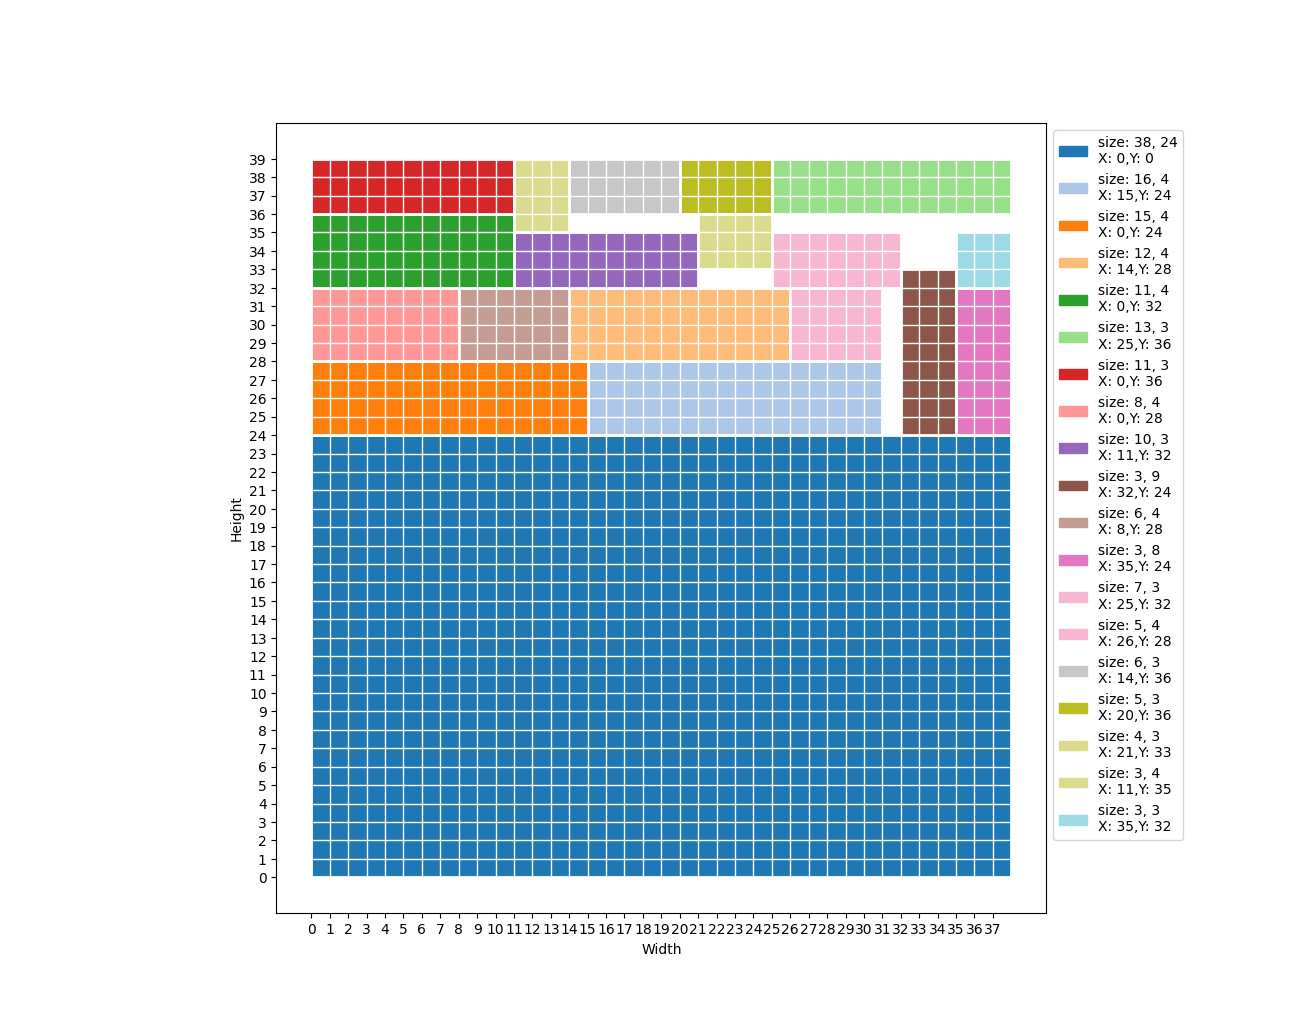 39
38
37
36
35
34
33
32
31
30
29
28
27
26
25
24
23
22
21
20
19
18
17
16
15
14
13
12
11
10
9
8
7
6
5
4
3
2
1
0
Height
0 1 2 3 4 5 6 7 8 9 10 11 12 13 14 15 16 17 18 19 20 21 22 23 24 25 26 27 28 29 30 31 32 33 34 35 36 37
Width
size: 38, 24
X: 0,Y: 0
size: 16, 4
X: 15,Y: 24
size: 15, 4
X: 0,Y: 24
size: 12, 4
X: 14,Y: 28
size: 11, 4
X: 0,Y: 32
size: 13, 3
X: 25,Y: 36
size: 11, 3
X: 0,Y: 36
size: 8, 4
X: 0,Y: 28
size: 10, 3
X: 11,Y: 32
size: 3, 9
X: 32,Y: 24
size: 6, 4
X: 8,Y: 28
size: 3, 8
X: 35,Y: 24
size: 7, 3
X: 25,Y: 32
size: 5, 4
X: 26,Y: 28
size: 6, 3
X: 14,Y: 36
size: 5, 3
X: 20,Y: 36
size: 4, 3
X: 21,Y: 33
size: 3, 4
X: 11,Y: 35
size: 3, 3
X: 35,Y: 32